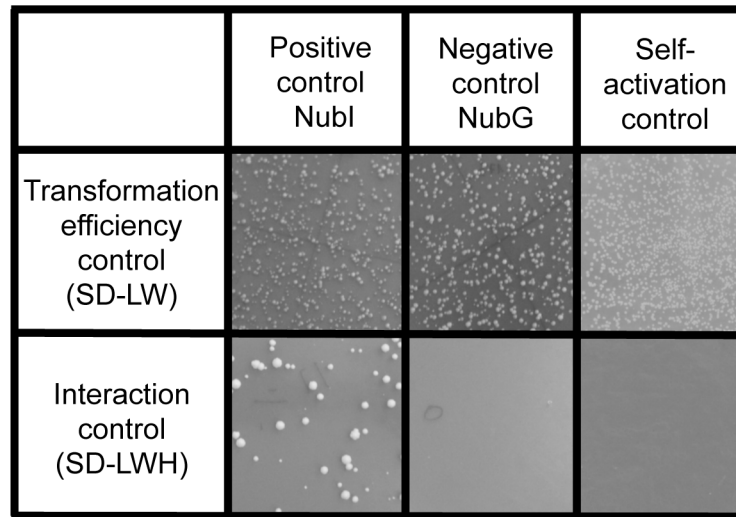 Positive
control
NubI
Negative
control
NubG
Self-
activation
control
Transformation
efficiency
control
(SD-LW)
Interaction
control
(SD-LWH)